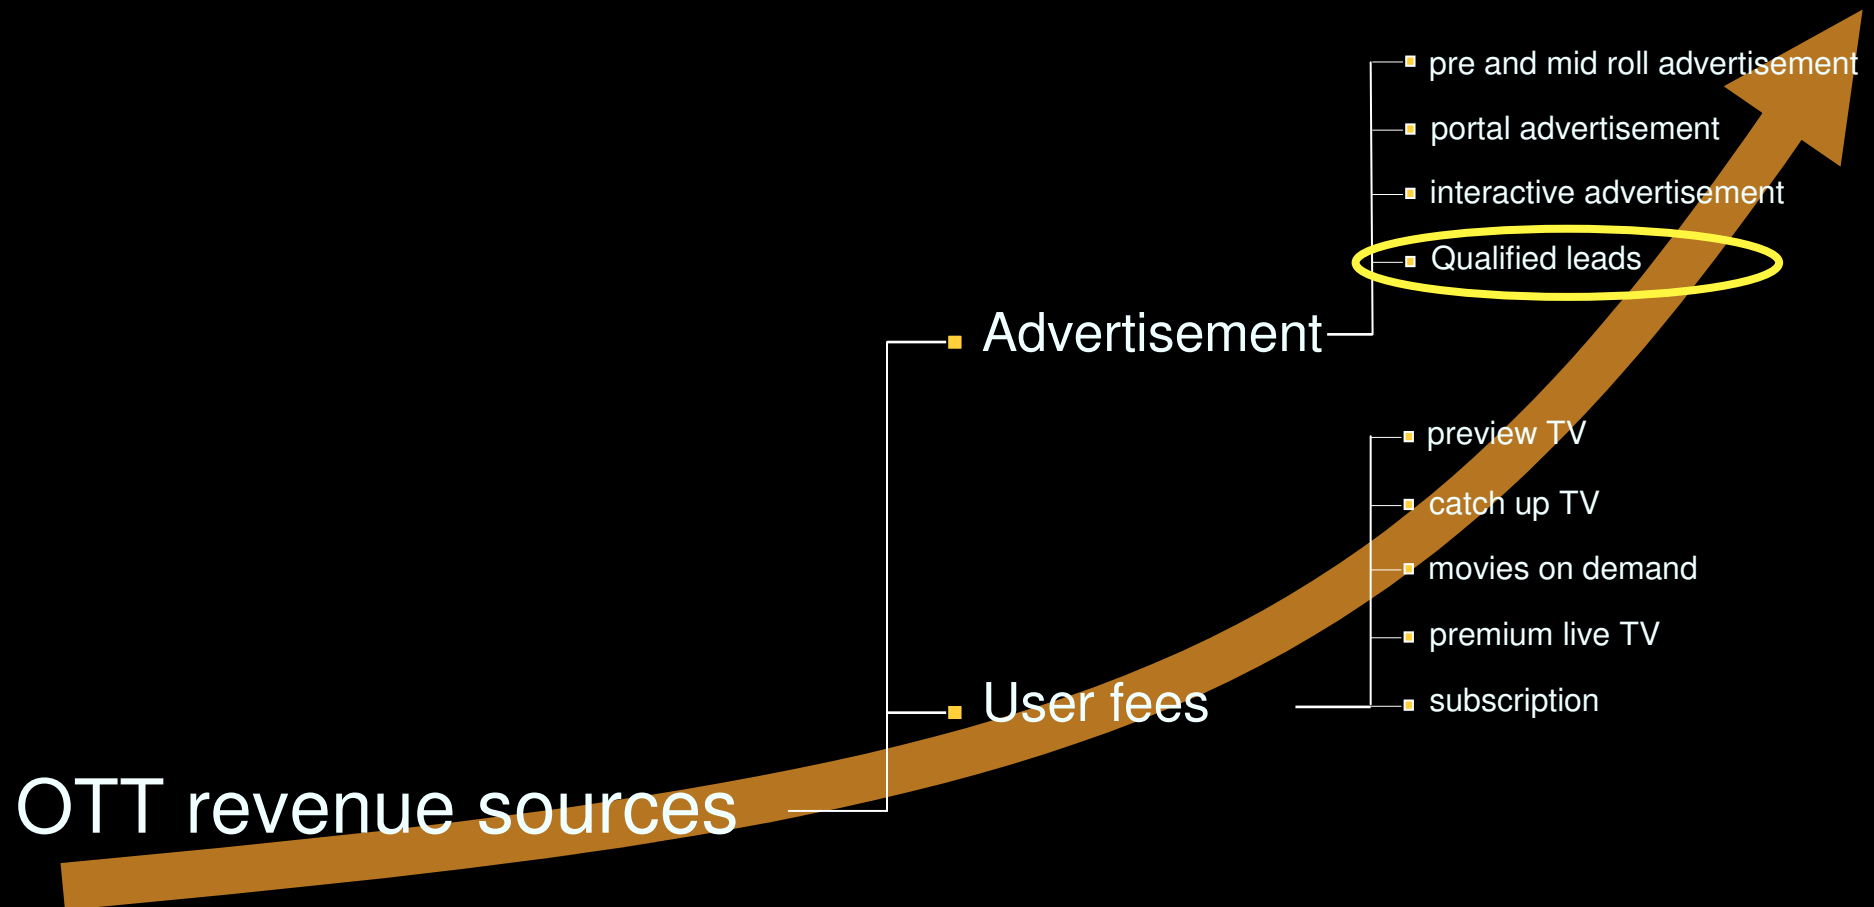 pre and mid roll advertisement
portal advertisement
interactive advertisement
Qualified leads
Advertisement
preview TV
catch up TV
movies on demand
premium live TV
subscription
User fees
OTT revenue sources